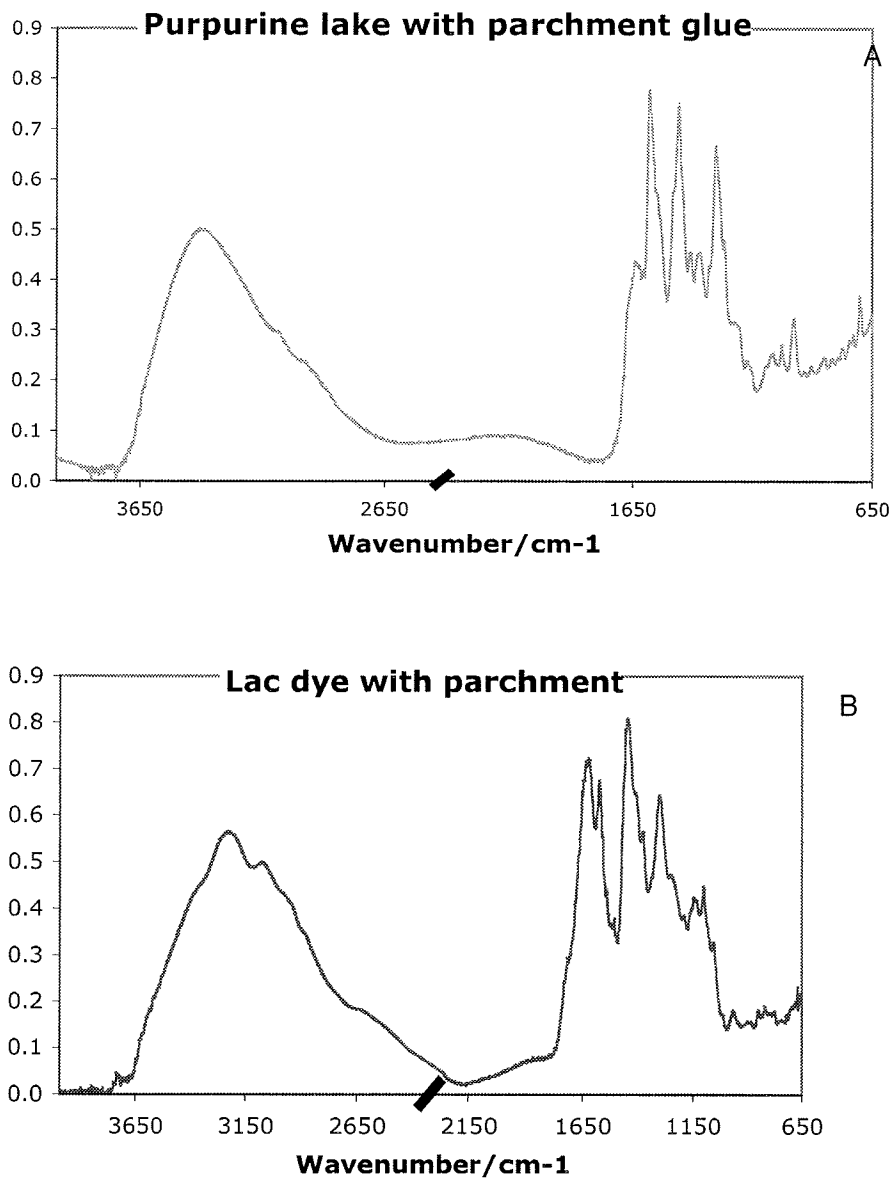 Purpurine lake with parchment glue
A
0.9
0.8
0.7
0.6
0.5
0.4
0.3
0.2
0.1
0.0
3650 2650 1650 650
Wavenumber/cm-1
Lac dye with parchment
B
0.9
0.8
0.7
0.6
0.5
0.4
0.3
0.2
0.1
0.0
3650 3150 2650 2150 1650 1150 650
Wavenumber/cm-1